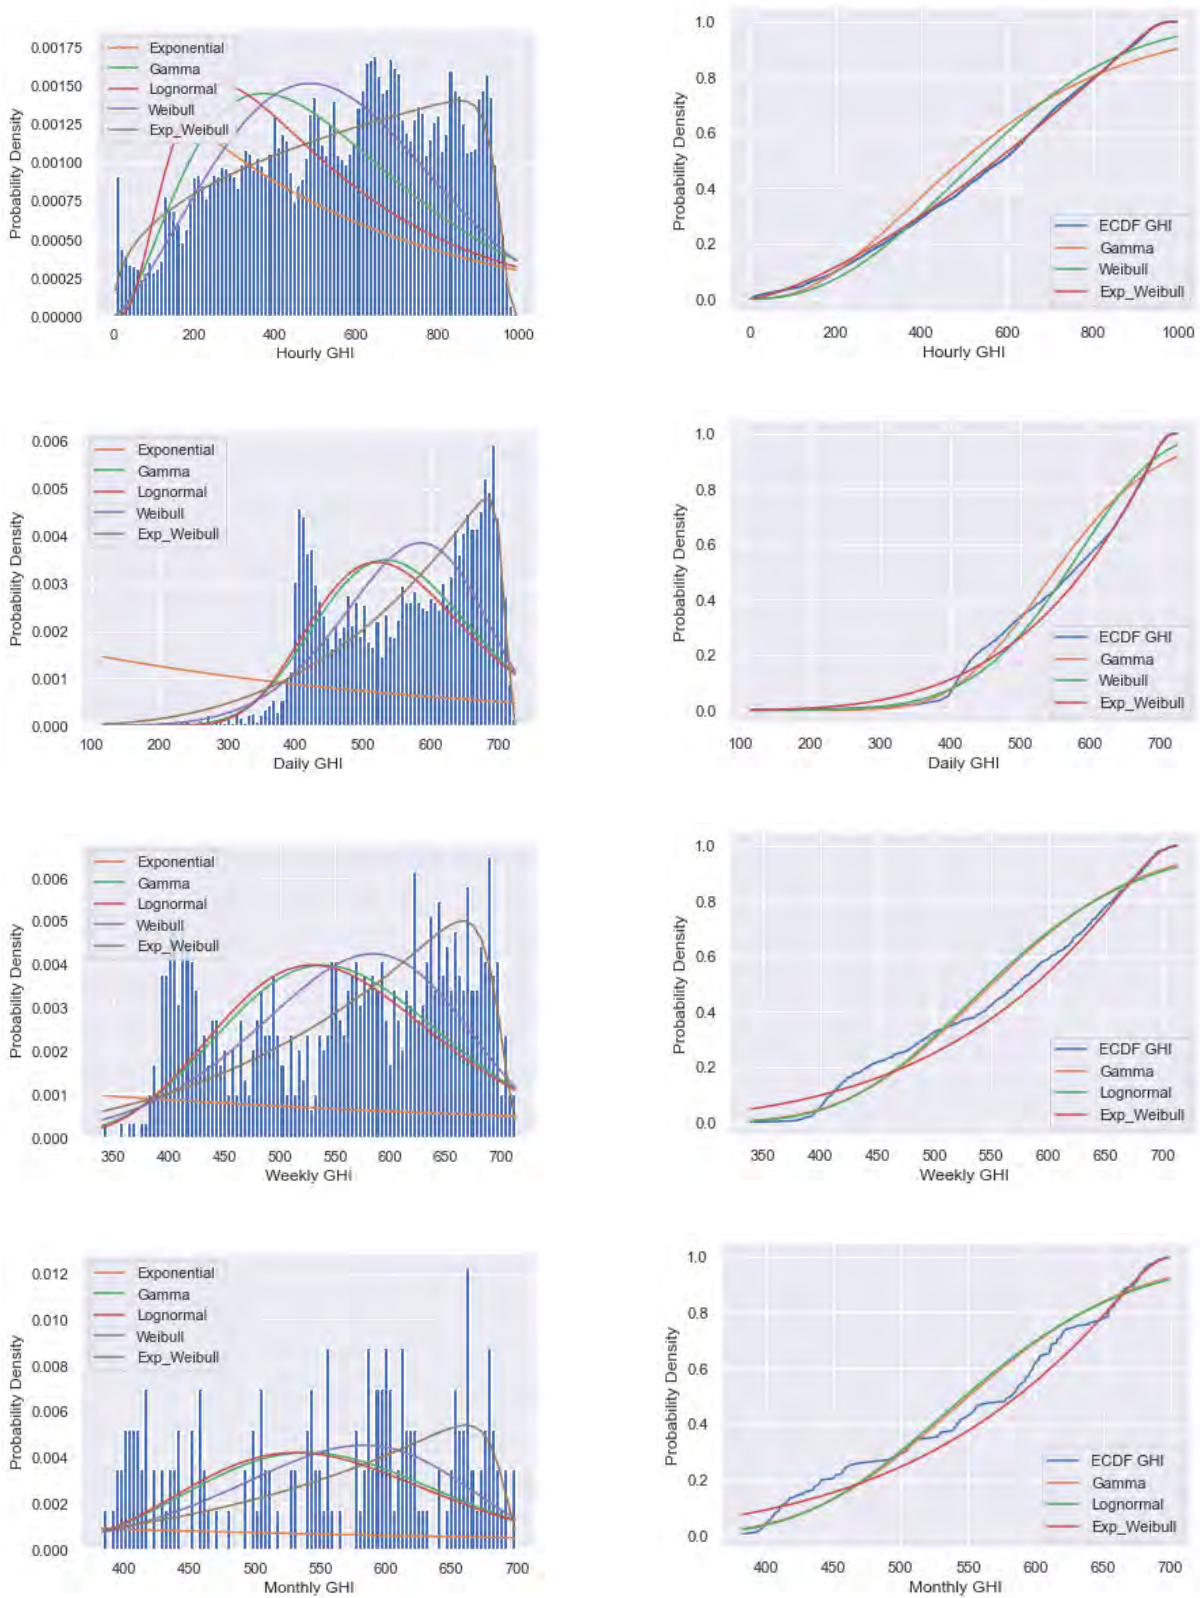 0.00175
0.00150
0.00125
0.00100
0.00075
0.00050
0.00025
0.00000
Probability Density
Exponential
Gamma
Lognormal
Weibull
Exp_Weibull
0 200 400 600 800 1000
Hourly GHI
1.0
0.8
0.6
0.4
0.2
0.0
Probability Density
ECDF GHI
Gamma
Weibull
Exp_Weibull
0 200 400 600 800 1000
Hourly GHI
0.006
0.005
0.004
0.003
0.002
0.001
0.000
Probability Density
Exponential
Gamma
Lognormal
Weibull
Exp_Weibull
100 200 300 400 500 600 700
Daily GHI
1.0
0.8
0.6
0.4
0.2
0.0
Probability Density
ECDF GHI
Gamma
Weibull
Exp_Weibull
100 200 300 400 500 600 700
Daily GHI
0.006
0.005
0.004
0.003
0.002
0.001
0.000
Probability Density
Exponential
Gamma
Lognormal
Weibull
Exp_Weibull
350 400 450 500 550 600 650 700
Weekly GHI
1.0
0.8
0.6
0.4
0.2
0.0
Probability Density
ECDF GHI
Gamma
Lognormal
Exp_Weibull
350 400 450 500 550 600 650 700
Weekly GHI
0.012
0.010
0.008
0.006
0.004
0.002
0.000
Probability Density
Exponential
Gamma
Lognormal
Weibull
Exp_Weibull
400 450 500 550 600 650 700
Monthly GHI
1.0
0.8
0.6
0.4
0.2
0.0
Probability Density
ECDF GHI
Gamma
Lognormal
Exp_Weibull
400 450 500 550 600 650 700
Monthly GHI